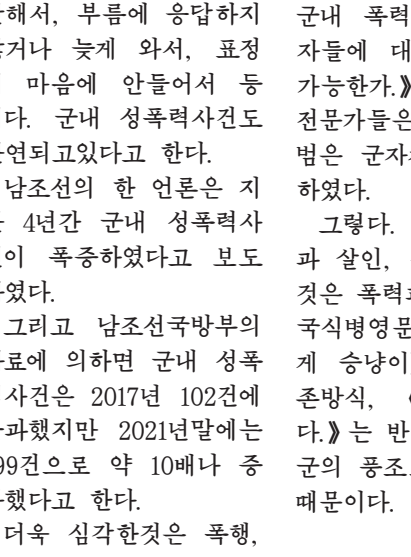 해서, 부름에 응답하지
않거나 늦게 와서, 표정
마음에 안들어서 등
다. 군내 성폭력사건도
연되고있다고 한다.
남조선의 한 언론은 지
4년간 군내 성폭력사
이 폭증하였다고 보도
하였다.
그리고 남조선국방부의
자료에 의하면 군내 성폭
사건은 2017년 102건에
과했지만 2021년말에는
99건으로 약 10배나 증
가했다고 한다.
더욱 심각한것은 폭행,
군내 폭력
자들에 대
가능한가.》
전문가들은
범은 군자
하였다.
그렇다.
과 살인,
것은 폭력
국식병영문
게 승냥이
존방식,
다.》는 반
군의 풍조
때문이다.